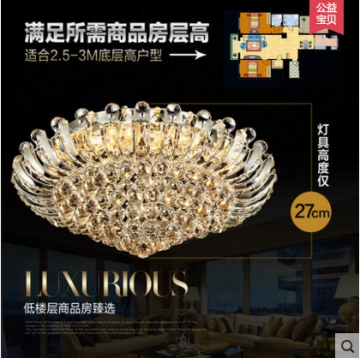 满足所需商品房层高
适合2.5-3M底层高户型
公益
宝贝
灯具高度仅
27cm
LUXURIOUS
低楼层商品房臻选